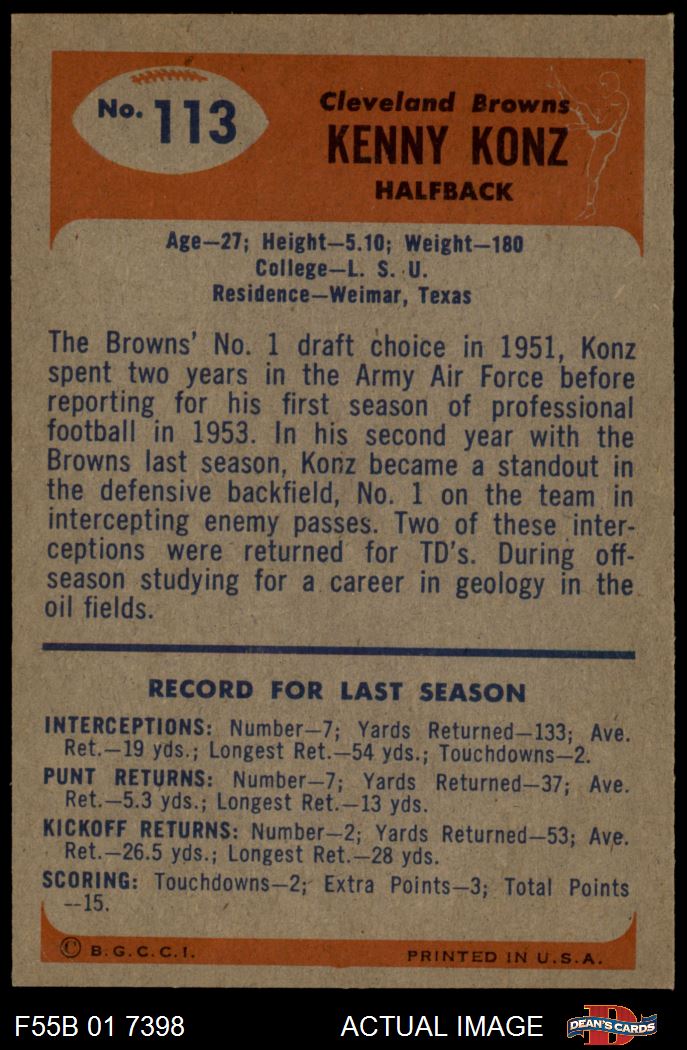 No. 113
Cleveland Browns
KENNY KONZ
HALFBACK
Age—27; Height—5.10; Weight—180
College—L. S. U.
Residence—Weimar, Texas
The Browns' No. 1 draft choice in 1951, Konz
spent two years in the Army Air Force before
reporting for his first season of professional
football in 1953. In his second year with the
Browns last season, Konz became a standout in
the defensive backfield, No. 1 on the team in
intercepting enemy passes. Two of these inter-
ceptions were returned for TD's. During off-
season studying for a career in geology in the
oil fields.
RECORD FOR LAST SEASON
INTERCEPTIONS: Number—7; Yards Returned—133; Ave.
Ret.—19 yds.; Longest Ret.—54 yds.; Touchdowns—2.
PUNT RETURNS: Number—7; Yards Returned—37; Ave.
Ret.—5.3 yds.; Longest Ret.—13 yds.
KICKOFF RETURNS: Number—2; Yards Returned—53; Ave.
Ret.—26.5 yds.; Longest Ret.—28 yds.
SCORING: Touchdowns—2; Extra Points—3; Total Points
—15.
© B.G.C.C.I. PRINTED IN U.S.A.
F55B 01 7398 ACTUAL IMAGE D DEAN'S CARDS